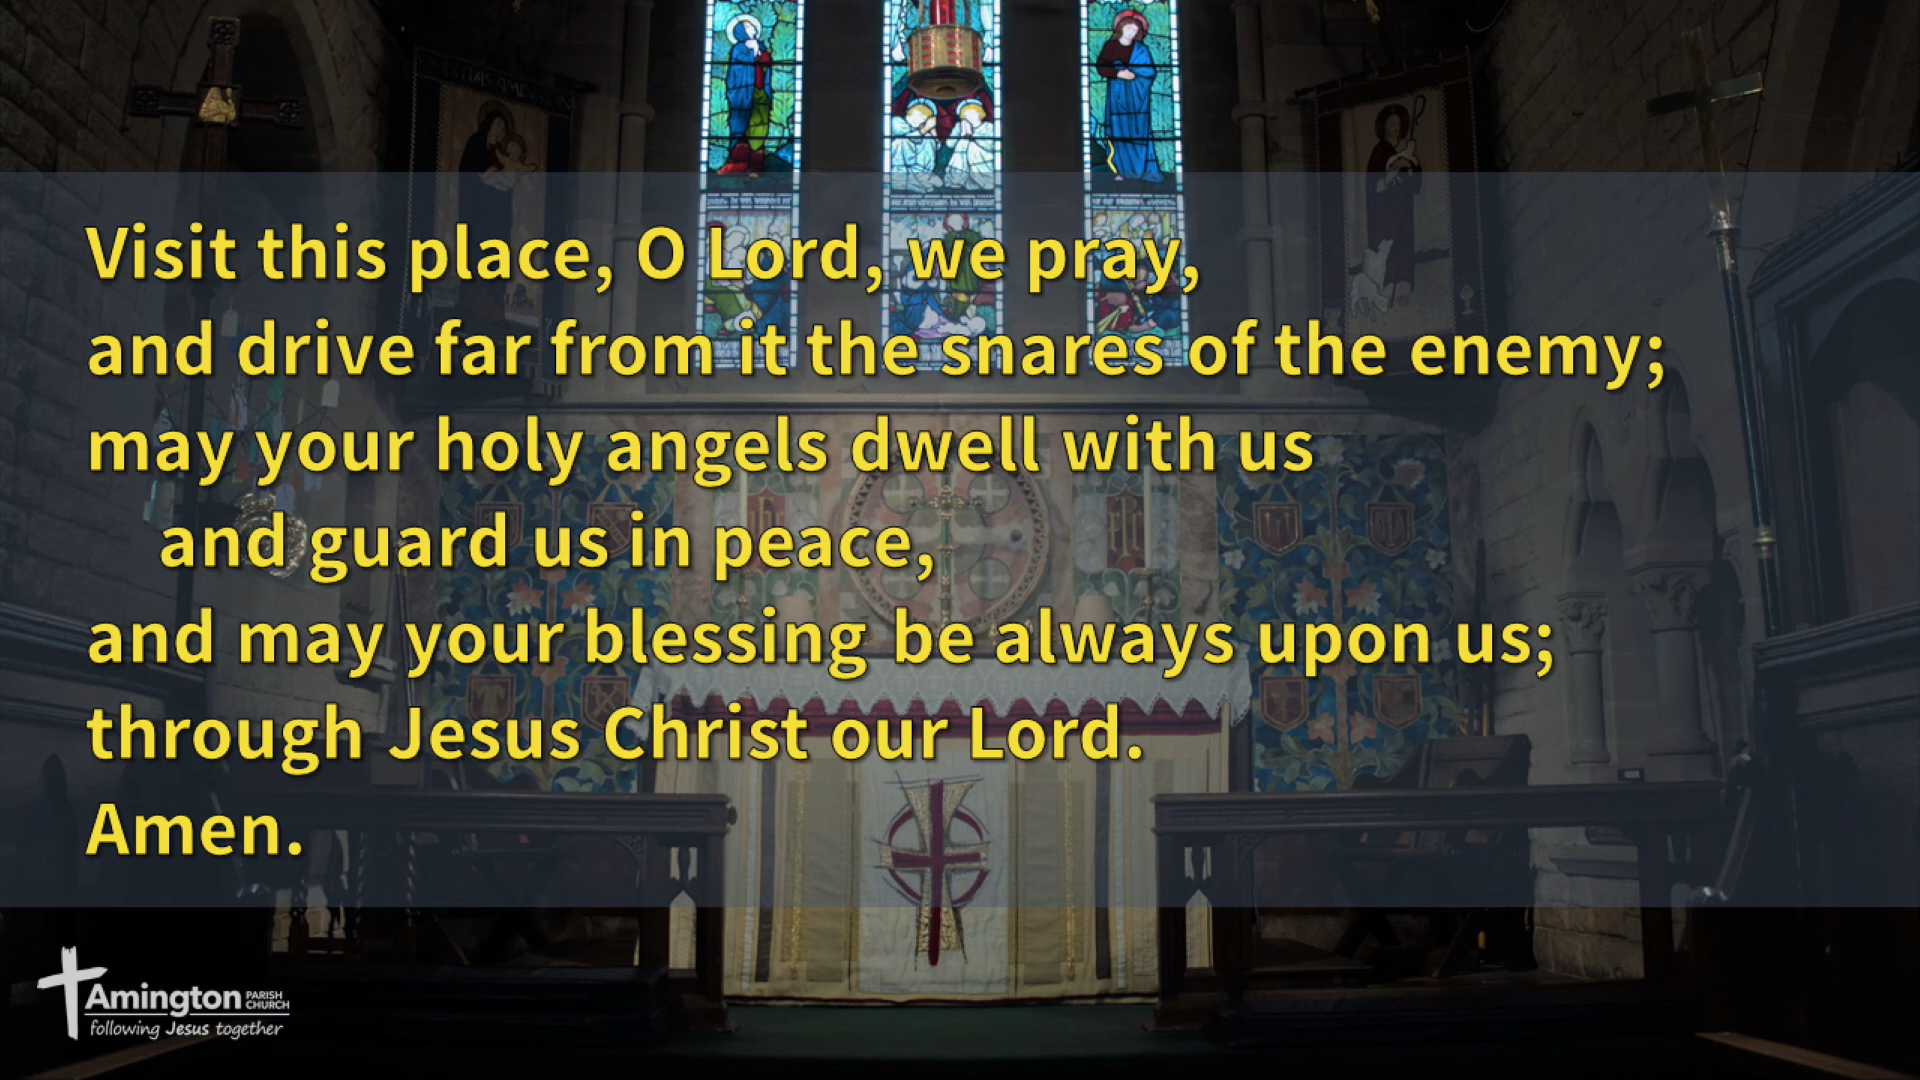 Visit this place, O Lord, we pray,
and drive far from it the snares of the enemy;
may your holy angels dwell with us
and guard us in peace,
and may your blessing be always upon us;
through Jesus Christ our Lord.
Amen.
Amington PARISH CHURCH
following Jesus together